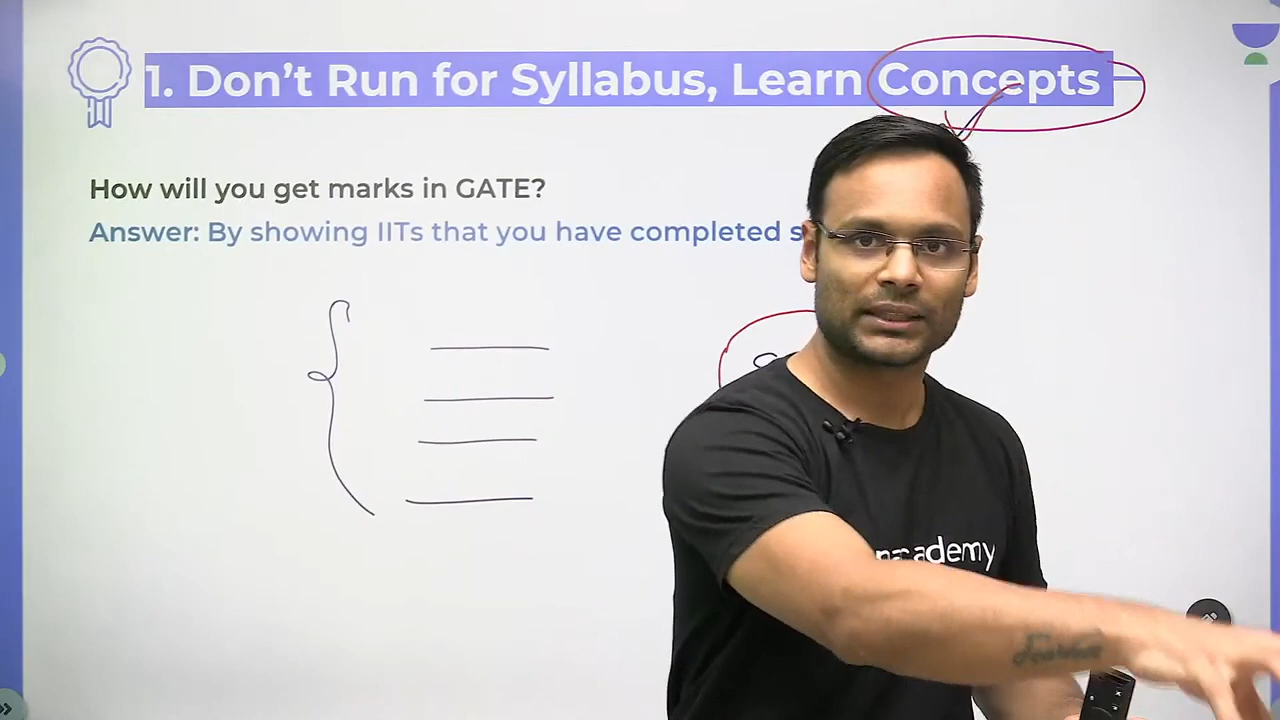 1. Don’t Run for Syllabus, Learn Concepts
How will you get marks in GATE?
Answer: By showing IITs that you have completed s